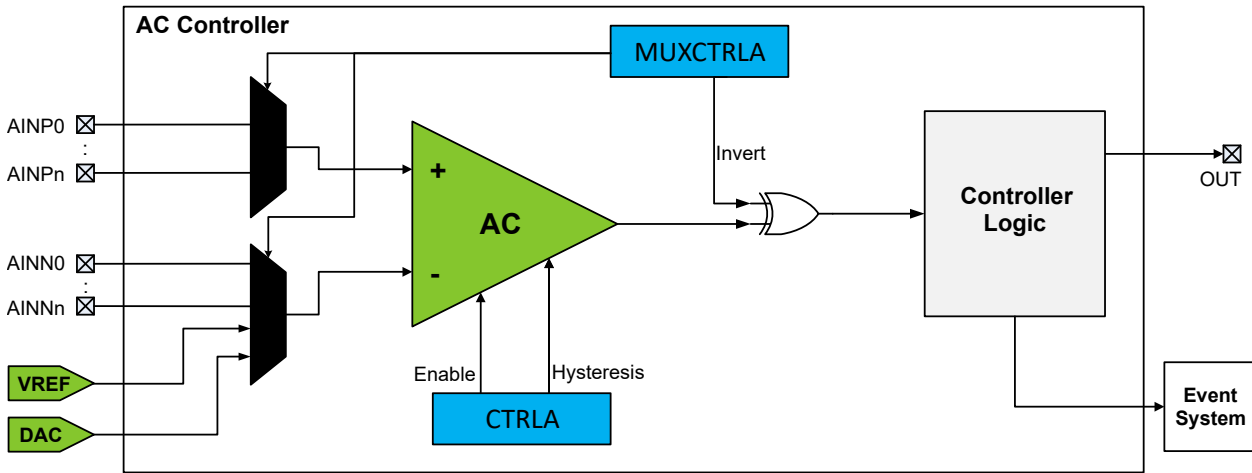 AC Controller
MUXCTRLA
AINP0
:
AINPn
Invert
+
AC
-
Controller
Logic
OUT
AINN0
:
AINNn
VREF
DAC
Enable
Hysteresis
CTRLA
Event
System